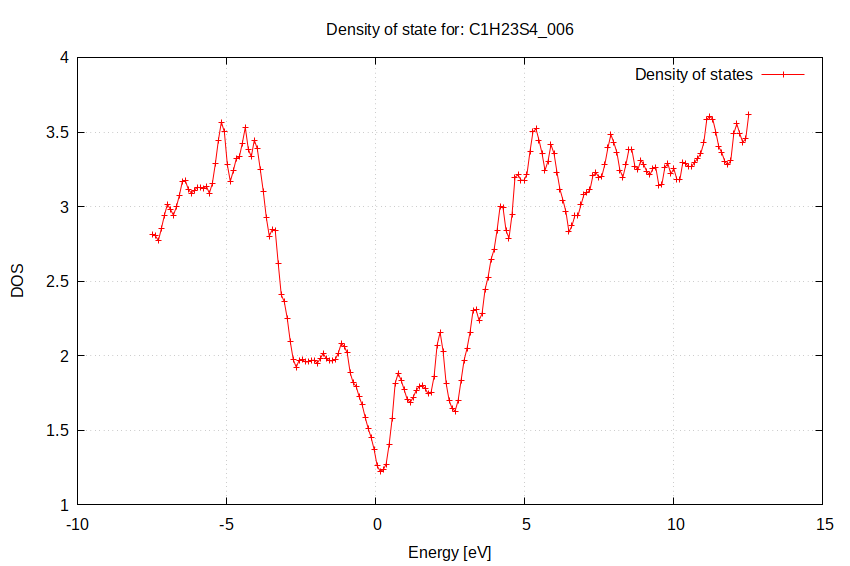 Density of state for: C1H23S4_006
Density of states
4
3.5
3
2.5
2
1.5
1
DOS
-10 -5 0 5 10 15
Energy [eV]